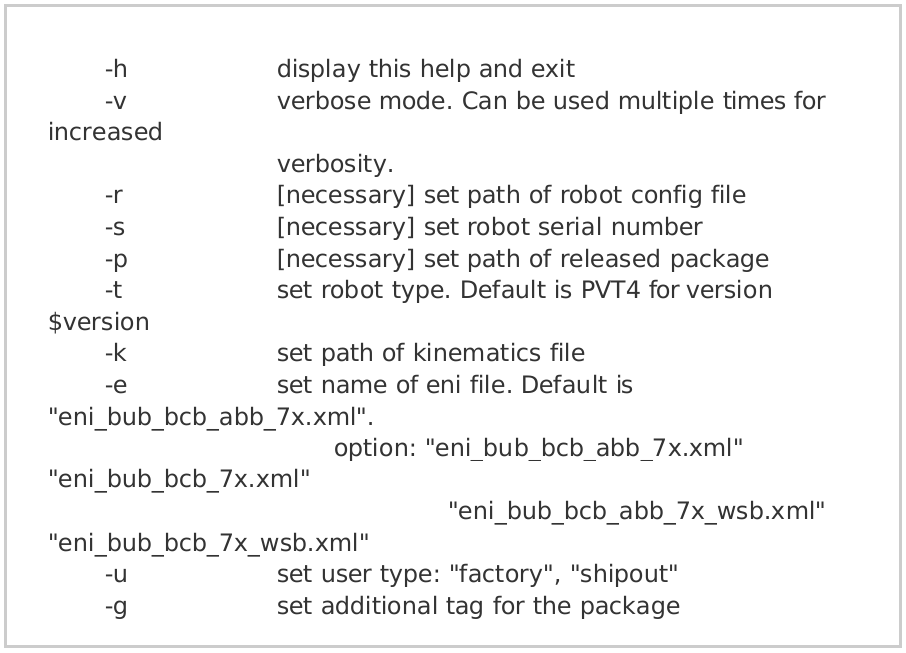 -h display this help and exit
-v verbose mode. Can be used multiple times for
increased
verbosity.
-r [necessary] set path of robot config file
-s [necessary] set robot serial number
-p [necessary] set path of released package
-t set robot type. Default is PVT4 for version
$version
-k set path of kinematics file
-e set name of eni file. Default is
"eni_bub_bcb_abb_7x.xml".
option: "eni_bub_bcb_abb_7x.xml"
"eni_bub_bcb_7x.xml"
"eni_bub_bcb_abb_7x_wsb.xml"
"eni_bub_bcb_7x_wsb.xml"
-u set user type: "factory", "shipout"
-g set additional tag for the package